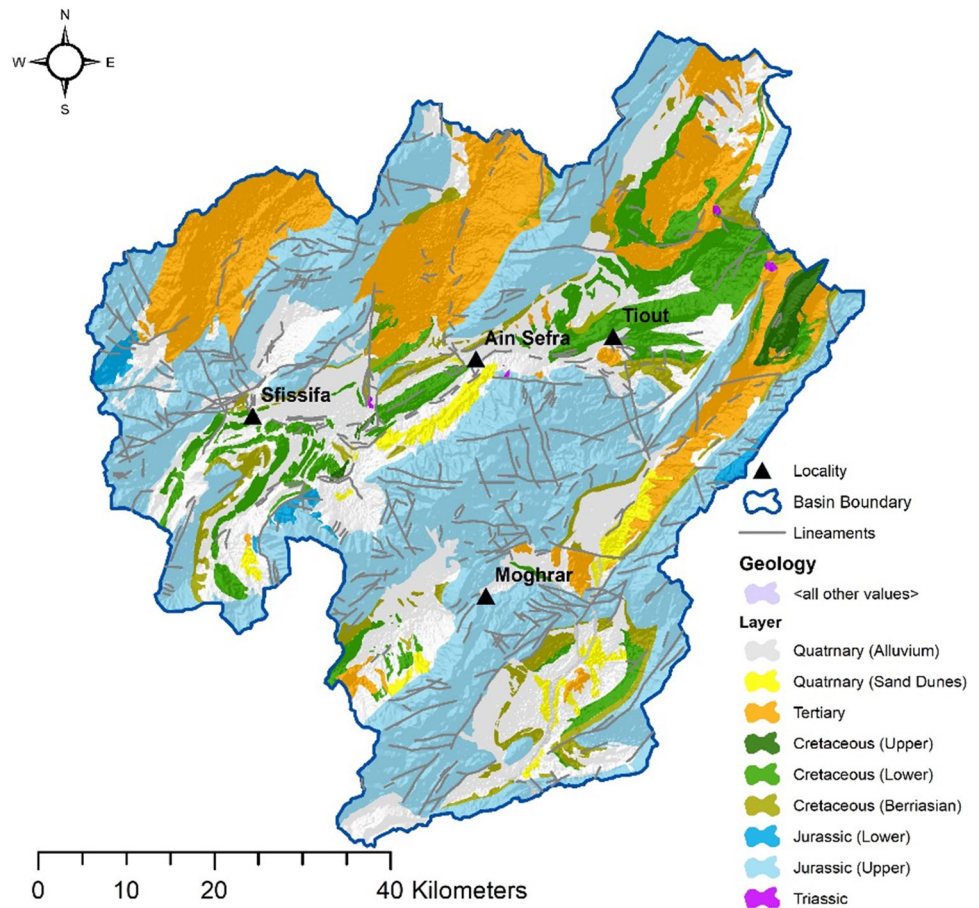 N
W E
S
Tiout
Ain Sefra
Sfissifa
Moghrar
Locality
Basin Boundary
Lineaments
Geology
<all other values>
Layer
Quatrnary (Alluvium)
Quatrnary (Sand Dunes)
Tertiary
Cretaceous (Upper)
Cretaceous (Lower)
Cretaceous (Berriasian)
Jurassic (Lower)
Jurassic (Upper)
Triassic
0 10 20 40 Kilometers